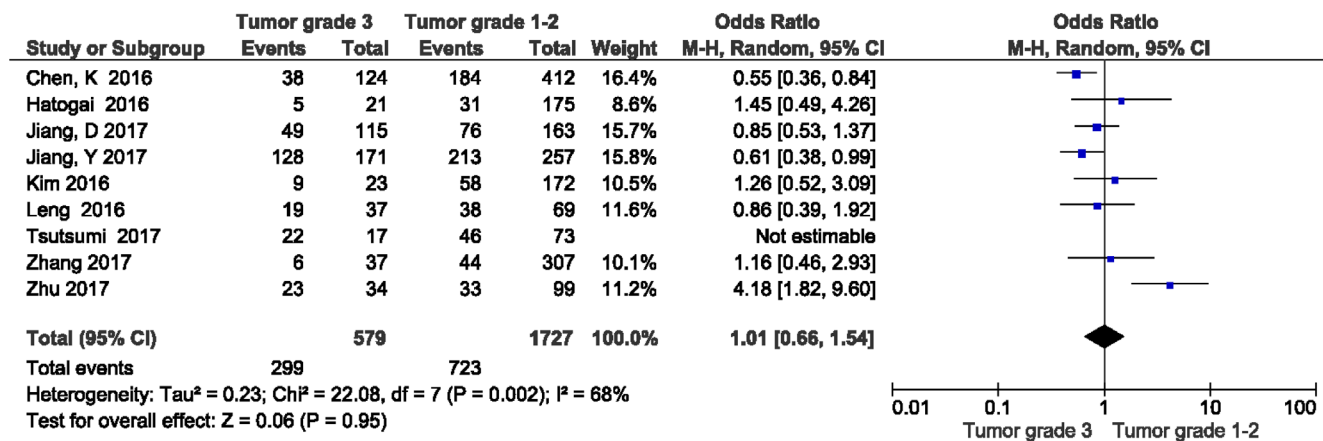 Tumor grade 3 Tumor grade 1-2 Odds Ratio Odds Ratio
Study or Subgroup Events Total Events Total Weight M-H, Random, 95% CI M-H, Random, 95% CI
Chen, K 2016 38 124 184 412 16.4% 0.55 [0.36, 0.84]
Hatogai 2016 5 21 31 175 8.6% 1.45 [0.49, 4.26]
Jiang, D 2017 49 115 76 163 15.7% 0.85 [0.53, 1.37]
Jiang, Y 2017 128 171 213 257 15.8% 0.61 [0.38, 0.99]
Kim 2016 9 23 58 172 10.5% 1.26 [0.52, 3.09]
Leng 2016 19 37 38 69 11.6% 0.86 [0.39, 1.92]
Tsutsumi 2017 22 17 46 73 Not estimable
Zhang 2017 6 37 44 307 10.1% 1.16 [0.46, 2.93]
Zhu 2017 23 34 33 99 11.2% 4.18 [1.82, 9.60]
Total (95% CI) 579 1727 100.0% 1.01 [0.66, 1.54]
Total events 299 723
Heterogeneity: Tau² = 0.23; Chi² = 22.08, df = 7 (P = 0.002); I² = 68%
Test for overall effect: Z = 0.06 (P = 0.95)
0.01 0.1 1 10 100
Tumor grade 3 Tumor grade 1-2